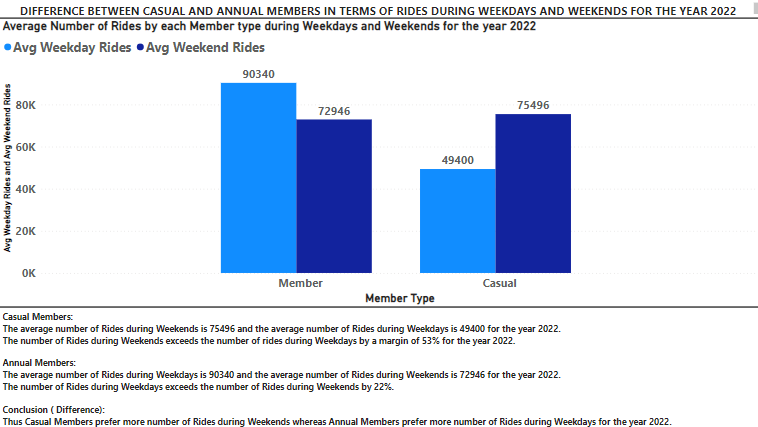 DIFFERENCE BETWEEN CASUAL AND ANNUAL MEMBERS IN TERMS OF RIDES DURING WEEKDAYS AND WEEKENDS FOR THE YEAR 2022
Average Number of Rides by each Member type during Weekdays and Weekends for the year 2022
Avg Weekday Rides Avg Weekend Rides
Avg Weekday Rides and Avg Weekend Rides
80K
60K
40K
20K
0K
90340
72946
49400
75496
Member Casual
Member Type
Casual Members:
The average number of Rides during Weekends is 75496 and the average number of Rides during Weekdays is 49400 for the year 2022.
The number of Rides during Weekends exceeds the number of rides during Weekdays by a margin of 53% for the year 2022.
Annual Members:
The average number of Rides during Weekdays is 90340 and the average number of Rides during Weekends is 72946 for the year 2022.
The number of Rides during Weekdays exceeds the number of Rides during Weekends by 22%.
Conclusion ( Difference):
Thus Casual Members prefer more number of Rides during Weekends whereas Annual Members prefer more number of Rides during Weekdays for the year 2022.